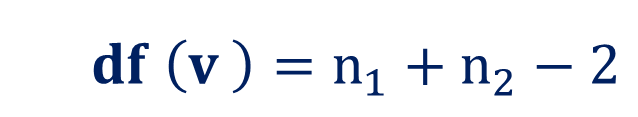 df (v ) = n₁ + n₂ − 2